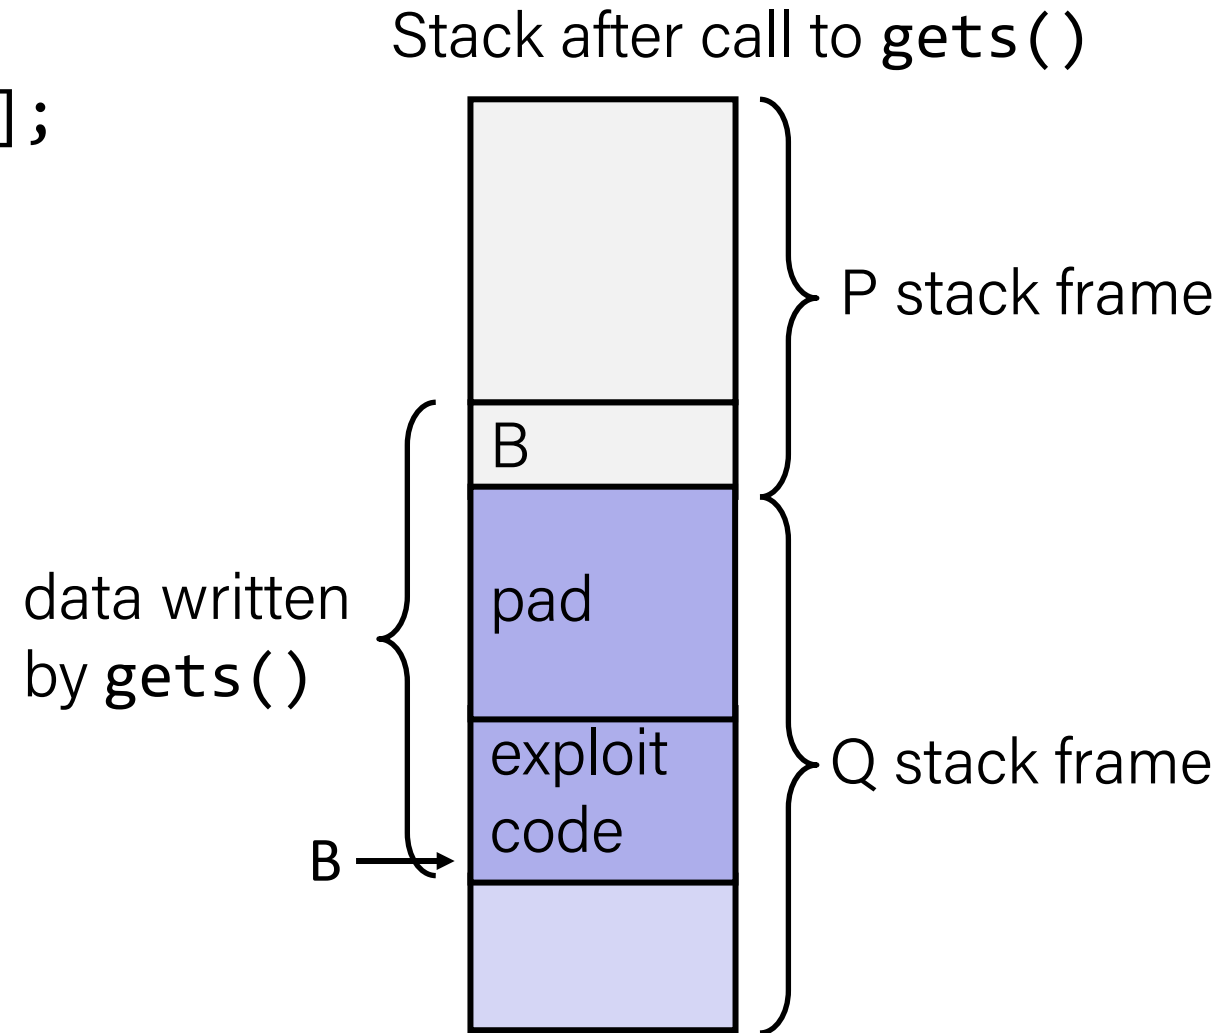 Stack after call to gets()
];
P stack frame
B
data written
by gets()
pad
exploit
code
Q stack frame
B